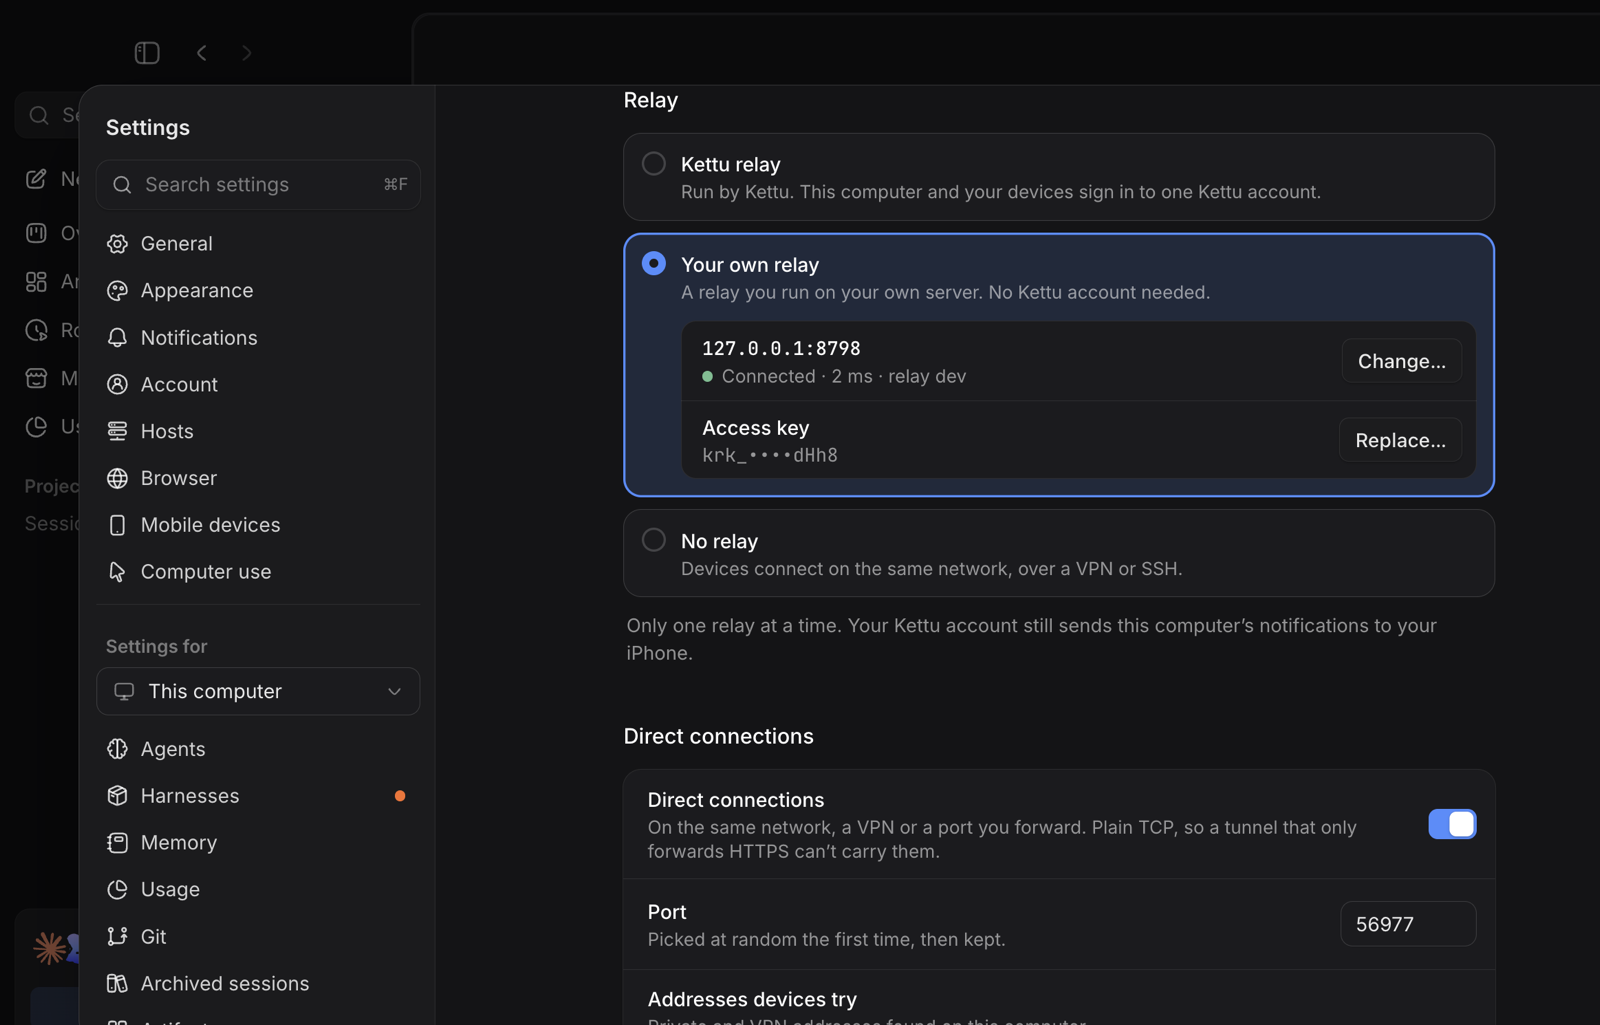 Settings
Search settings
⌘F
General
Appearance
Notifications
Account
Hosts
Browser
Mobile devices
Computer use
Settings for
This computer
Agents
Harnesses
Memory
Usage
Git
Archived sessions
Relay
Kettu relay
Run by Kettu. This computer and your devices sign in to one Kettu account.
Your own relay
A relay you run on your own server. No Kettu account needed.
127.0.0.1:8798
Connected · 2 ms · relay dev
Change...
Access key
krk_••••dHh8
Replace...
No relay
Devices connect on the same network, over a VPN or SSH.
Only one relay at a time. Your Kettu account still sends this computer’s notifications to your
iPhone.
Direct connections
Direct connections
On the same network, a VPN or a port you forward. Plain TCP, so a tunnel that only
forwards HTTPS can’t carry them.
Port
Picked at random the first time, then kept.
56977
Addresses devices try